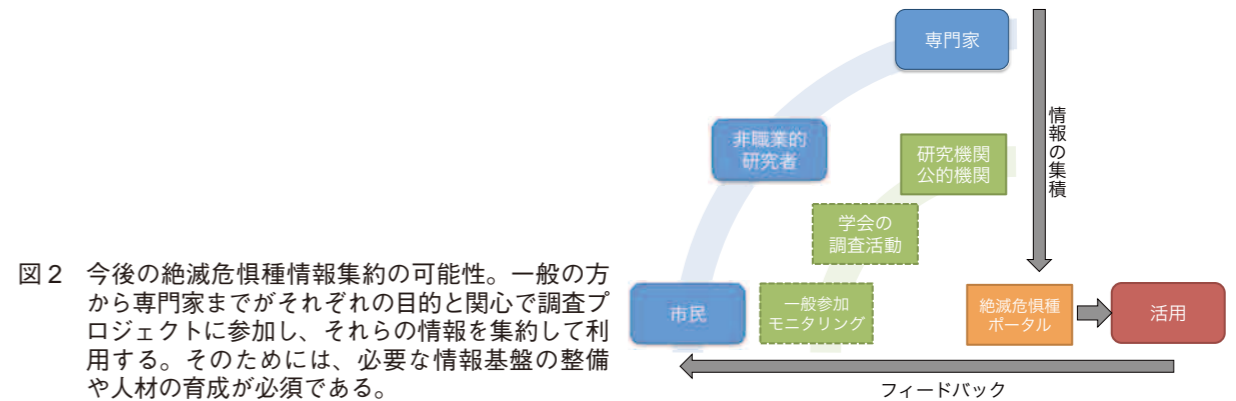 専門家
非職業的
研究者
研究機関
公的機関
情報の集積
学会の
調査活動
市民
一般参加
モニタリング
絶滅危惧種
ポータル
活用
フィードバック
図2 今後の絶滅危惧種情報集約の可能性。一般の方
から専門家までがそれぞれの目的と関心で調査プ
ロジェクトに参加し、それらの情報を集約して利
用する。そのためには、必要な情報基盤の整備
や人材の育成が必須である。